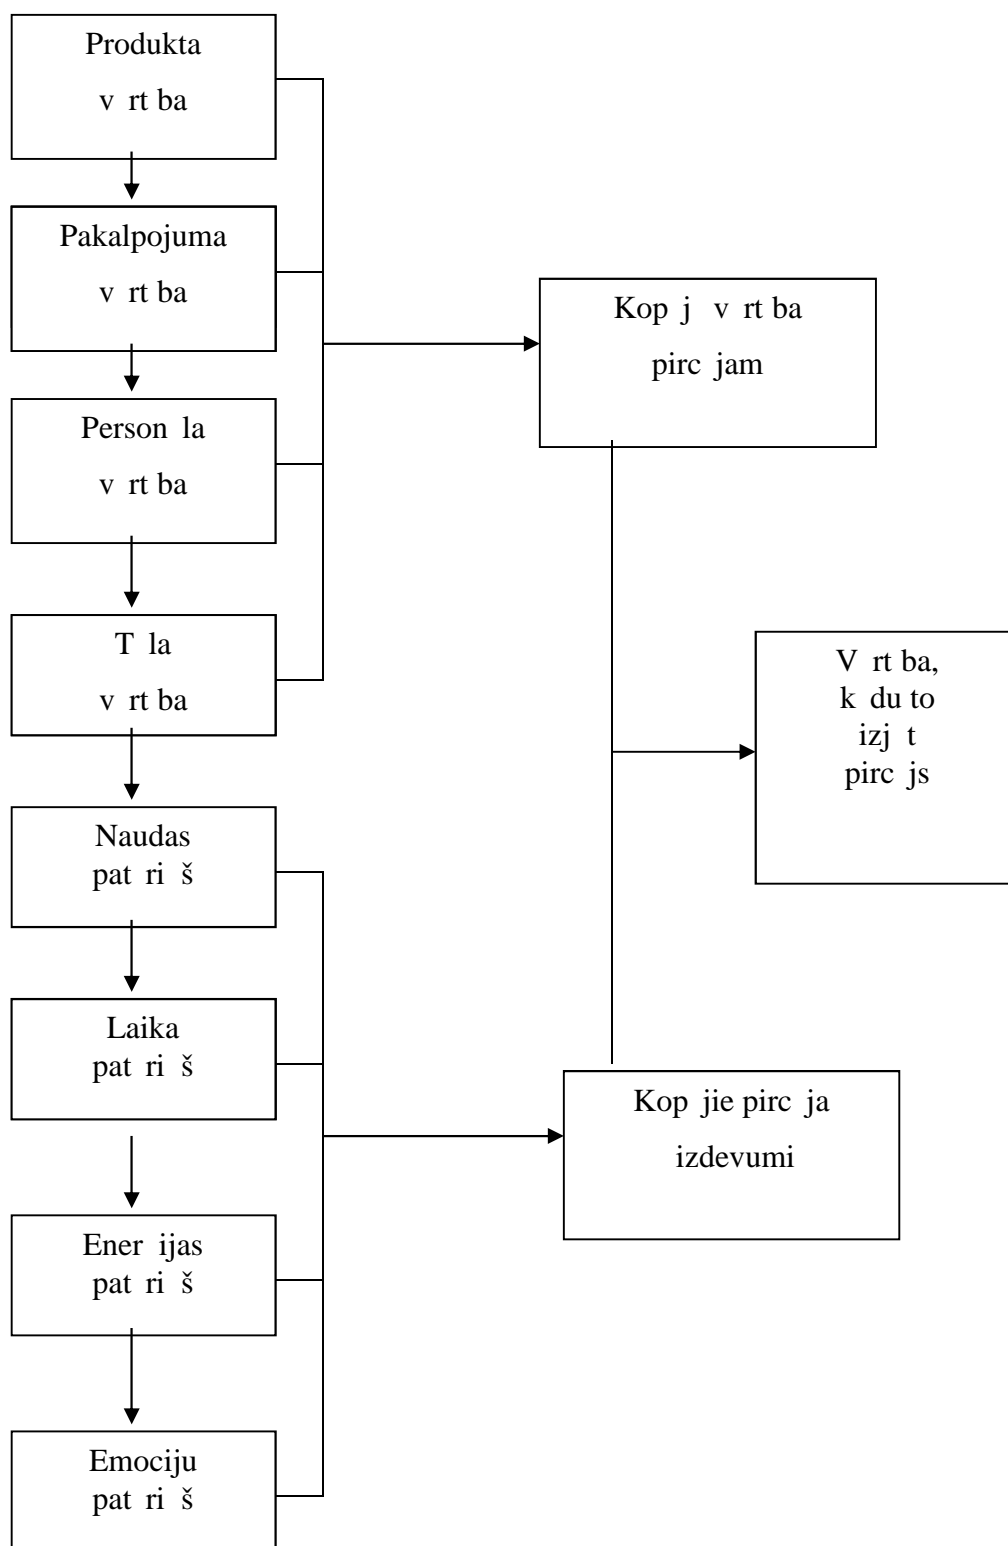 Produkta
v rt ba
Pakalpojuma
v rt ba
Kop j v rt ba
pirc jam
Person la
v rt ba
T la
v rt ba
V rt ba,
k du to
izj t
pirc js
Naudas
pat ri š
Laika
pat ri š
Kop jie pirc ja
izdevumi
Ener ijas
pat ri š
Emociju
pat ri š